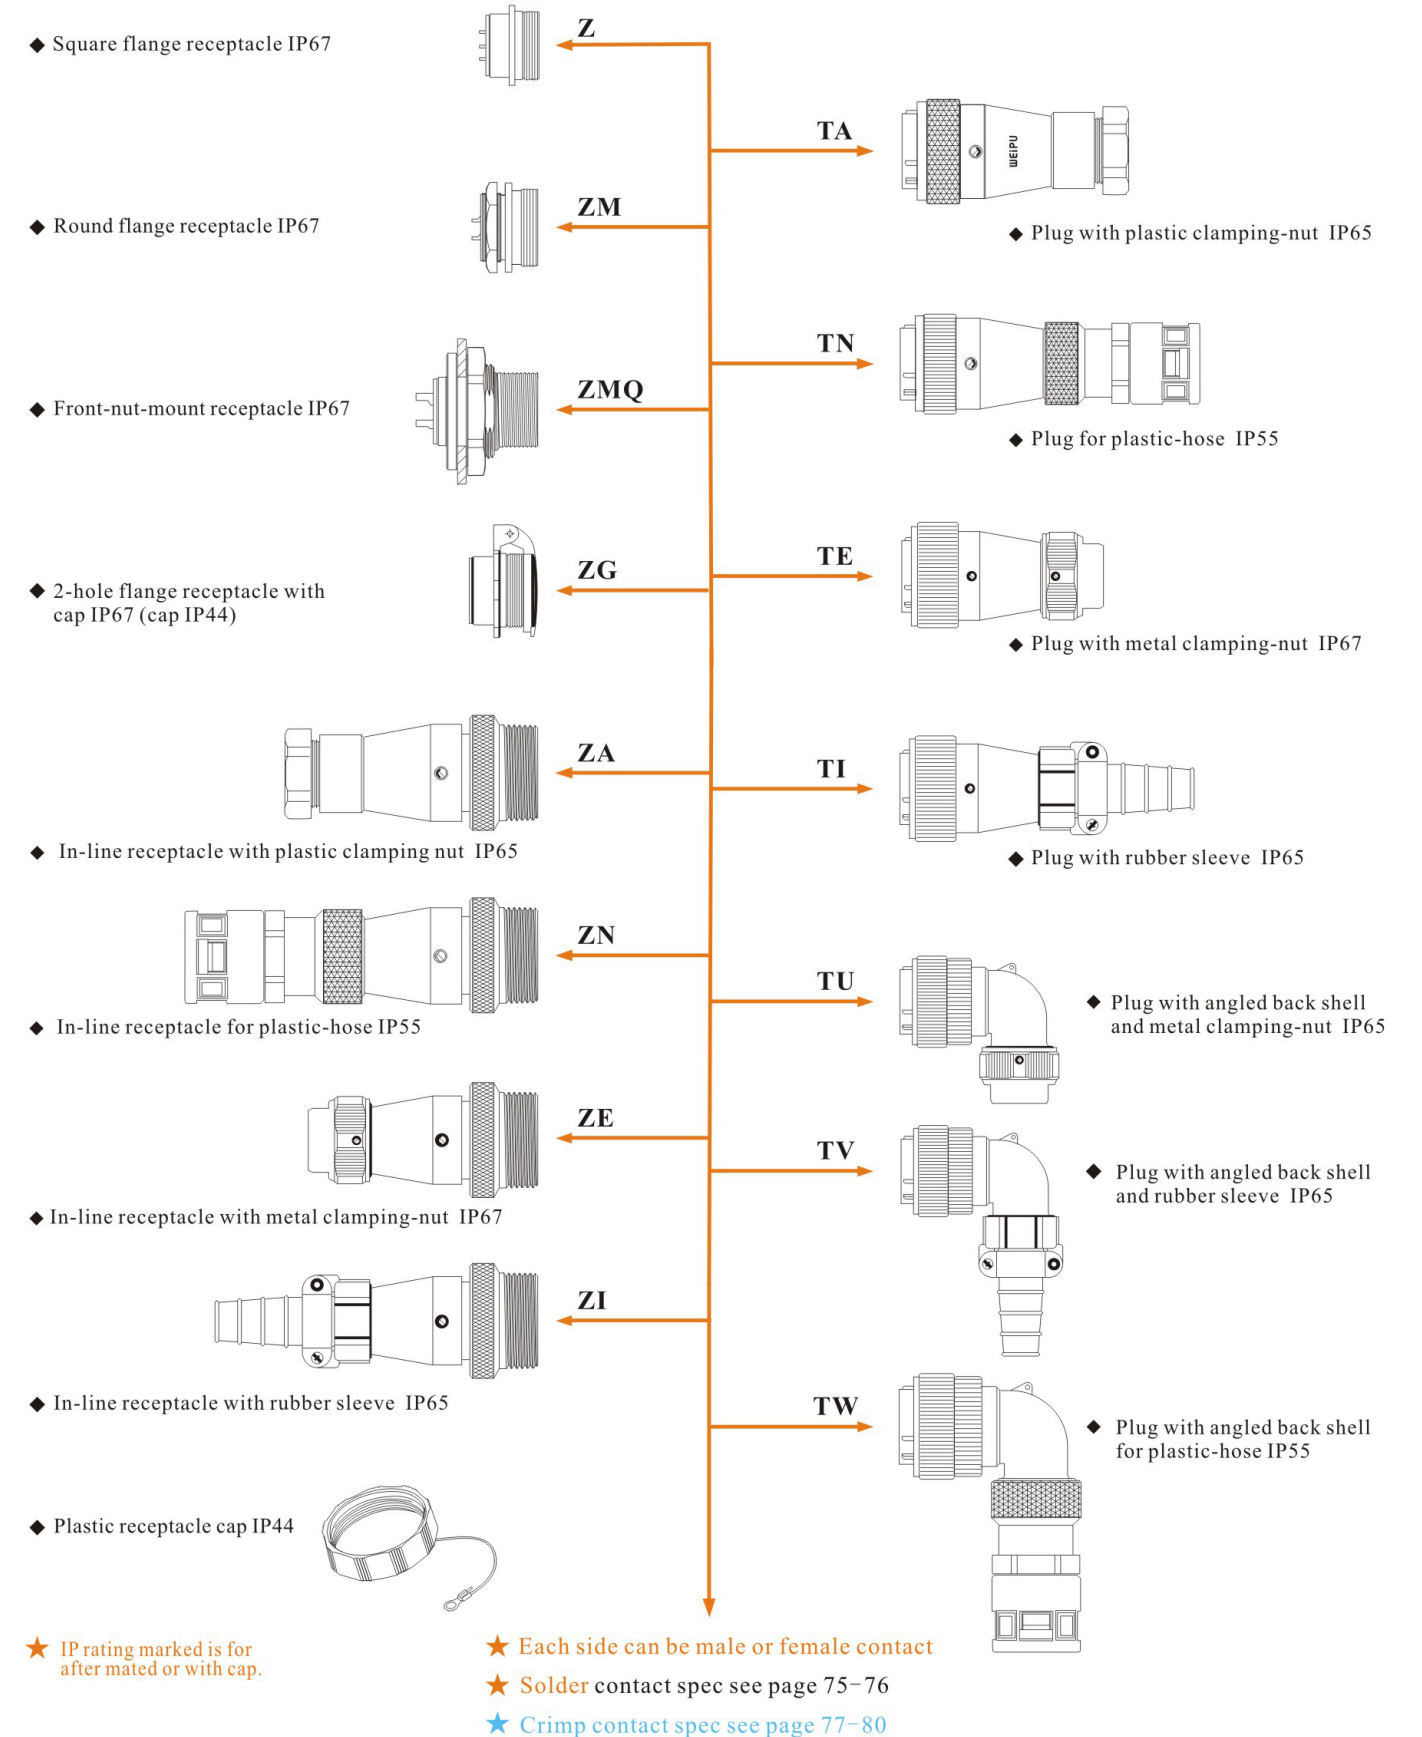 ◆ Square flange receptacle IP67
Z
TA
WEIPU
◆ Plug with plastic clamping-nut IP65
◆ Round flange receptacle IP67
ZM
TN
◆ Plug for plastic-hose IP55
◆ Front-nut-mount receptacle IP67
ZMQ
TE
◆ Plug with metal clamping-nut IP67
◆ 2-hole flange receptacle with
cap IP67 (cap IP44)
ZG
TI
◆ Plug with rubber sleeve IP65
ZA
◆ In-line receptacle with plastic clamping nut IP65
ZN
◆ In-line receptacle for plastic-hose IP55
TU
◆ Plug with angled back shell
and metal clamping-nut IP65
ZE
◆ In-line receptacle with metal clamping-nut IP67
TV
◆ Plug with angled back shell
and rubber sleeve IP65
ZI
◆ In-line receptacle with rubber sleeve IP65
TW
◆ Plug with angled back shell
for plastic-hose IP55
◆ Plastic receptacle cap IP44
★ IP rating marked is for
after mated or with cap.
★ Each side can be male or female contact
★ Solder contact spec see page 75-76
★ Crimp contact spec see page 77-80